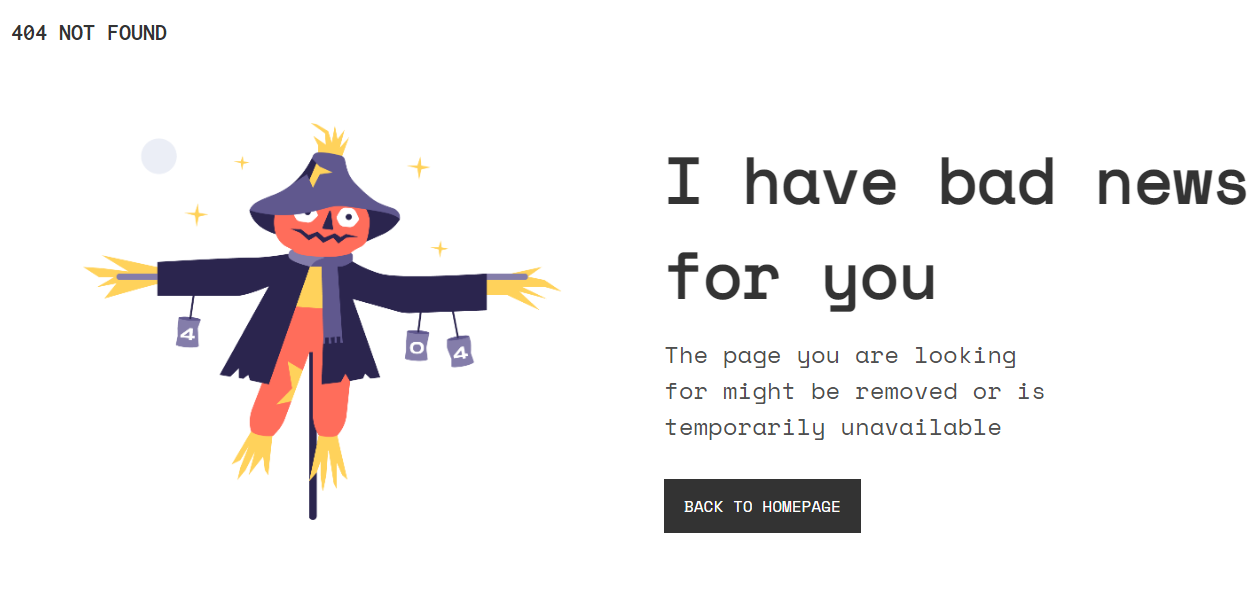 404 NOT FOUND
I have bad news
for you
The page you are looking
for might be removed or is
temporarily unavailable
BACK TO HOMEPAGE
4
0
4